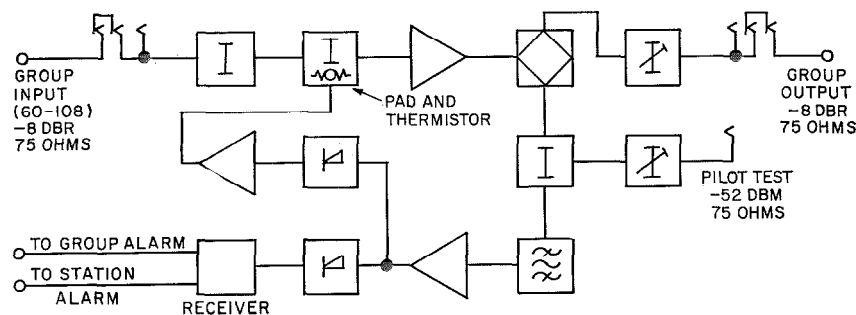 GROUP
INPUT
(60-108)
-8 DBR
75 OHMS
PAD AND
THERMISTOR
GROUP
OUTPUT
-8 DBR
75 OHMS
PILOT TEST
-52 DBM
75 OHMS
TO GROUP ALARM
TO STATION
ALARM
RECEIVER